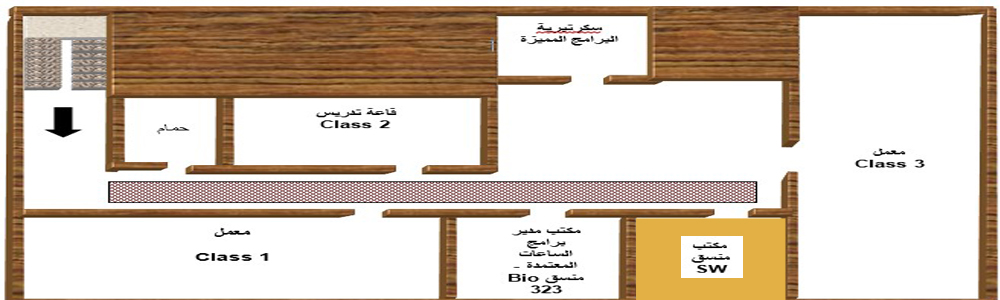 سكرتيرية
البرامج المميزة
قاعة تدريس
Class 2
حمام
معمل
Class 3
معمل
Class 1
مكتب مدير
برامج
الساعات
المعتمدة -
منسق Bio
323
مكتب
منسق
SW